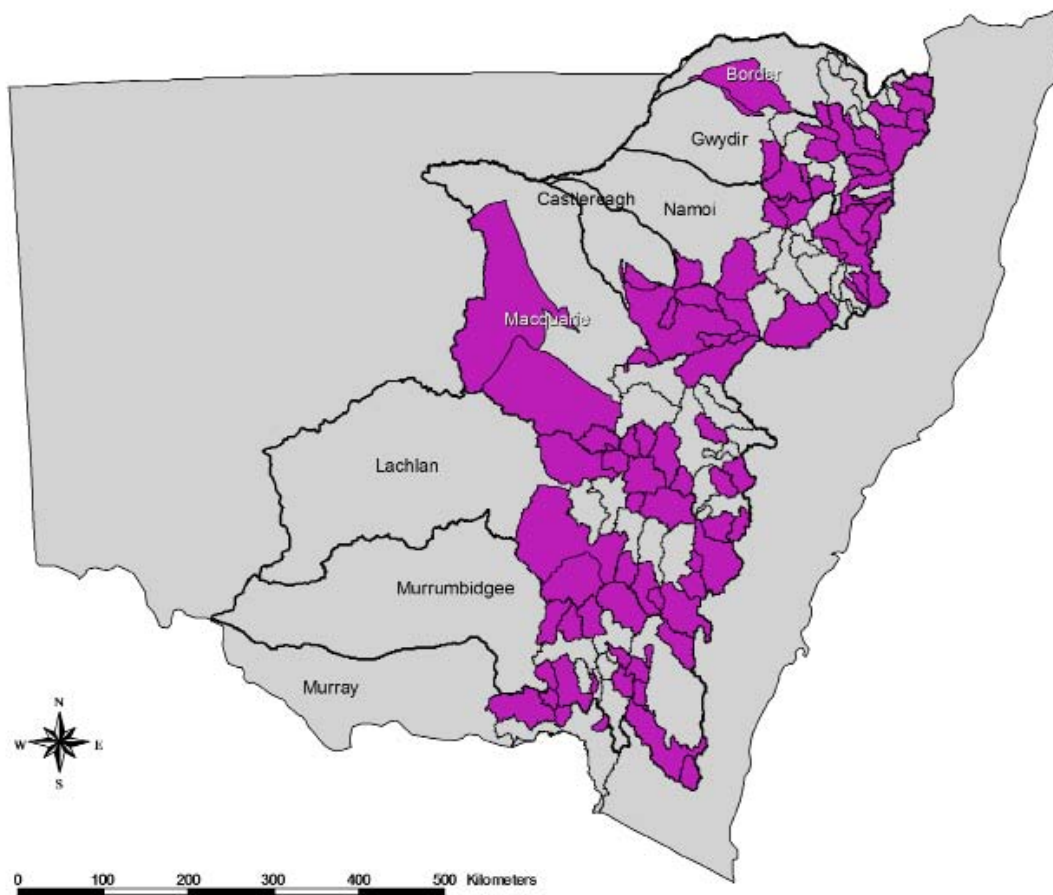 Border
Gwydir
Castlereagh
Namoi
Macquarie
Lachlan
Murrumbidgee
Murray
N
W E
S
0 100 200 300 400 500 Kilometers